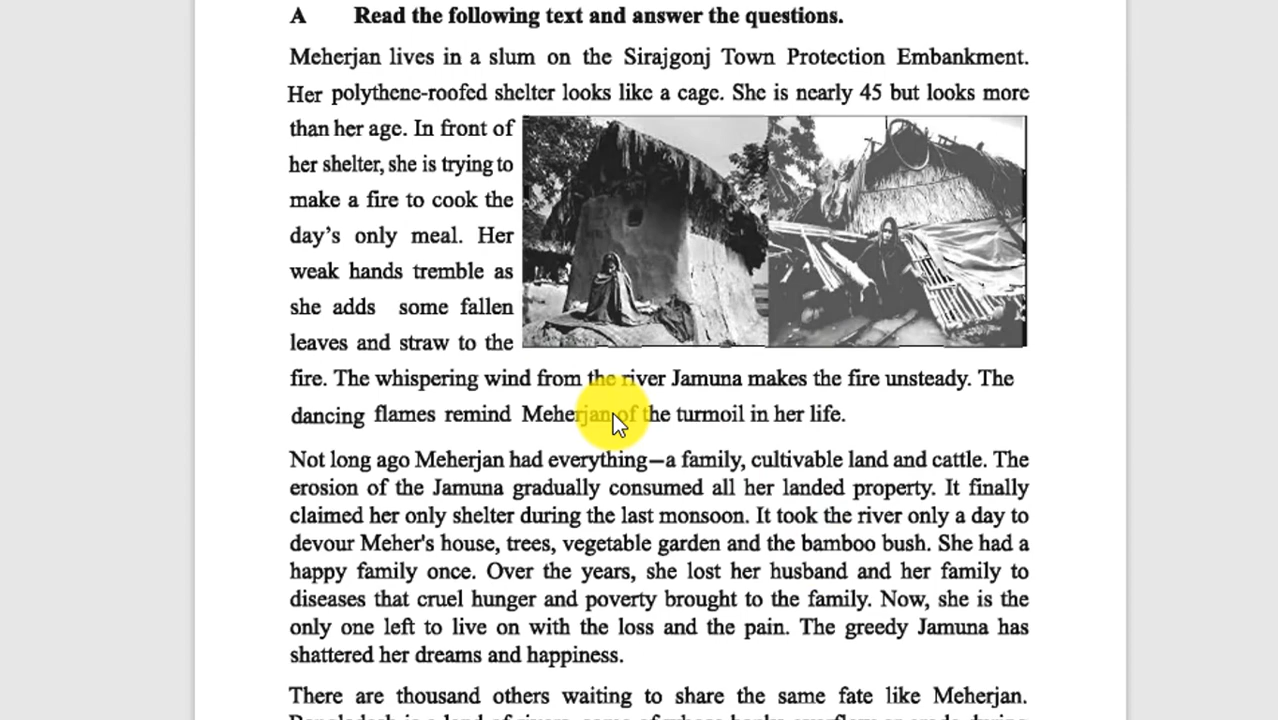 A Read the following text and answer the questions.
Meherjan lives in a slum on the Sirajgonj Town Protection Embankment.
Her polythene-roofed shelter looks like a cage. She is nearly 45 but looks more
than her age. In front of
her shelter, she is trying to
make a fire to cook the
day's only meal. Her
weak hands tremble as
she adds some fallen
leaves and straw to the
fire. The whispering wind from the river Jamuna makes the fire unsteady. The
dancing flames remind Meherjan of the turmoil in her life.
Not long ago Meherjan had everything—a family, cultivable land and cattle. The
erosion of the Jamuna gradually consumed all her landed property. It finally
claimed her only shelter during the last monsoon. It took the river only a day to
devour Meher's house, trees, vegetable garden and the bamboo bush. She had a
happy family once. Over the years, she lost her husband and her family to
diseases that cruel hunger and poverty brought to the family. Now, she is the
only one left to live on with the loss and the pain. The greedy Jamuna has
shattered her dreams and happiness.
There are thousand others waiting to share the same fate like Meherjan.